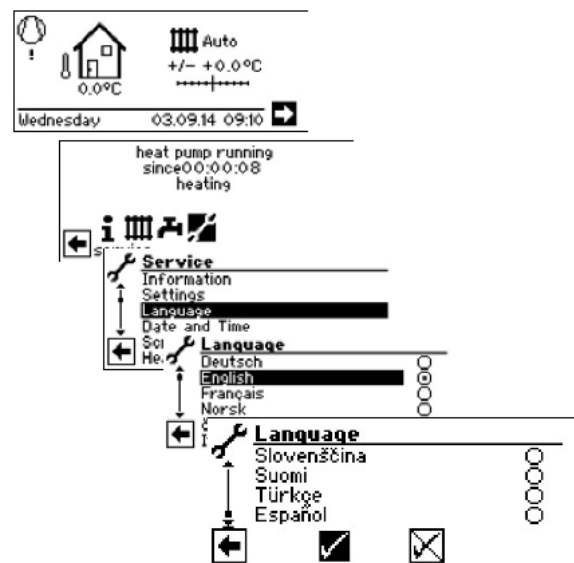 Auto
+/- +0.0°C
!
0.0°C
Wednesday 03.09.14 09:10
heat pump running
since00:00:08
heating
Service
Information
Settings
Language
Date and Time
Language
Deutsch
English
Français
Norsk
Language
Slovenščina
Suomi
Türkçe
Español